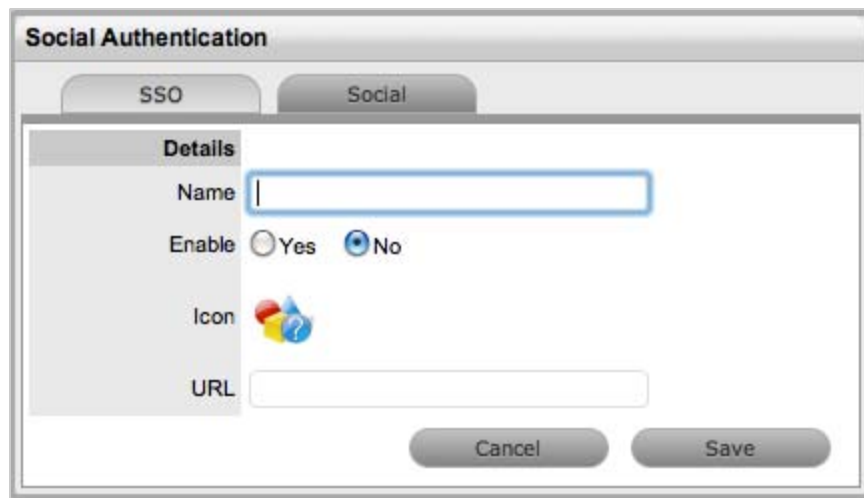 Social Authentication
SSO Social
Details
Name
Enable Yes No
Icon
?
URL
Cancel Save